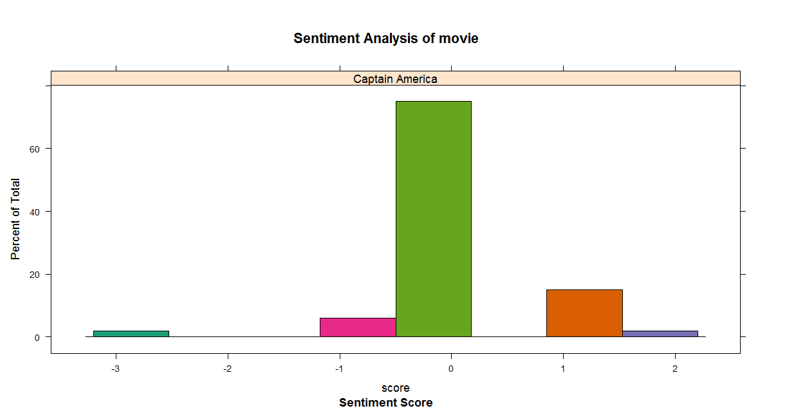 Sentiment Analysis of movie
Captain America
Percent of Total
60
40
20
0
-3 -2 -1 0 1 2
score
Sentiment Score